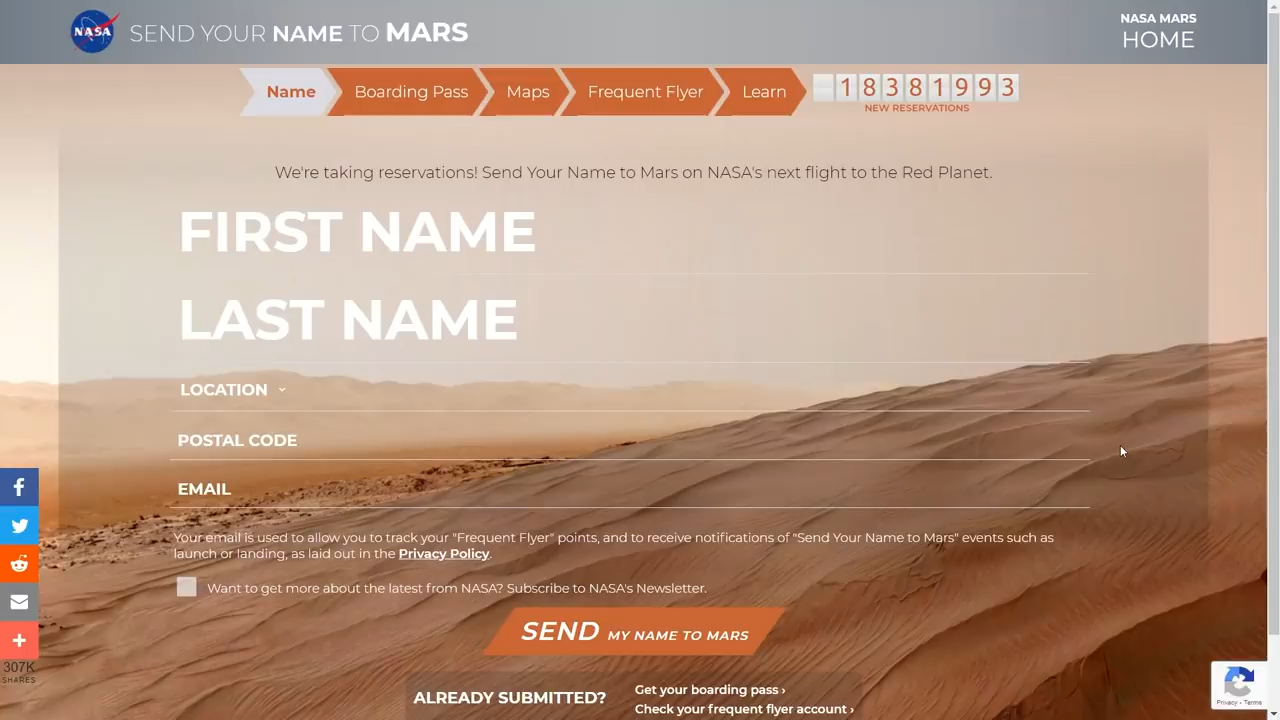 NASA
SEND YOUR NAME TO MARS
NASA MARS
HOME
Name
Boarding Pass
Maps
Frequent Flyer
Learn
18381993
NEW RESERVATIONS
We're taking reservations! Send Your Name to Mars on NASA's next flight to the Red Planet.
FIRST NAME
LAST NAME
LOCATION
POSTAL CODE
EMAIL
Your email is used to allow you to track your "Frequent Flyer" points, and to receive notifications of "Send Your Name to Mars" events such as
launch or landing, as laid out in the Privacy Policy.
Want to get more about the latest from NASA? Subscribe to NASA's Newsletter.
SEND MY NAME TO MARS
307K
SHARES
ALREADY SUBMITTED?
Get your boarding pass ›
Check your frequent flyer account ›
Privacy - Terms